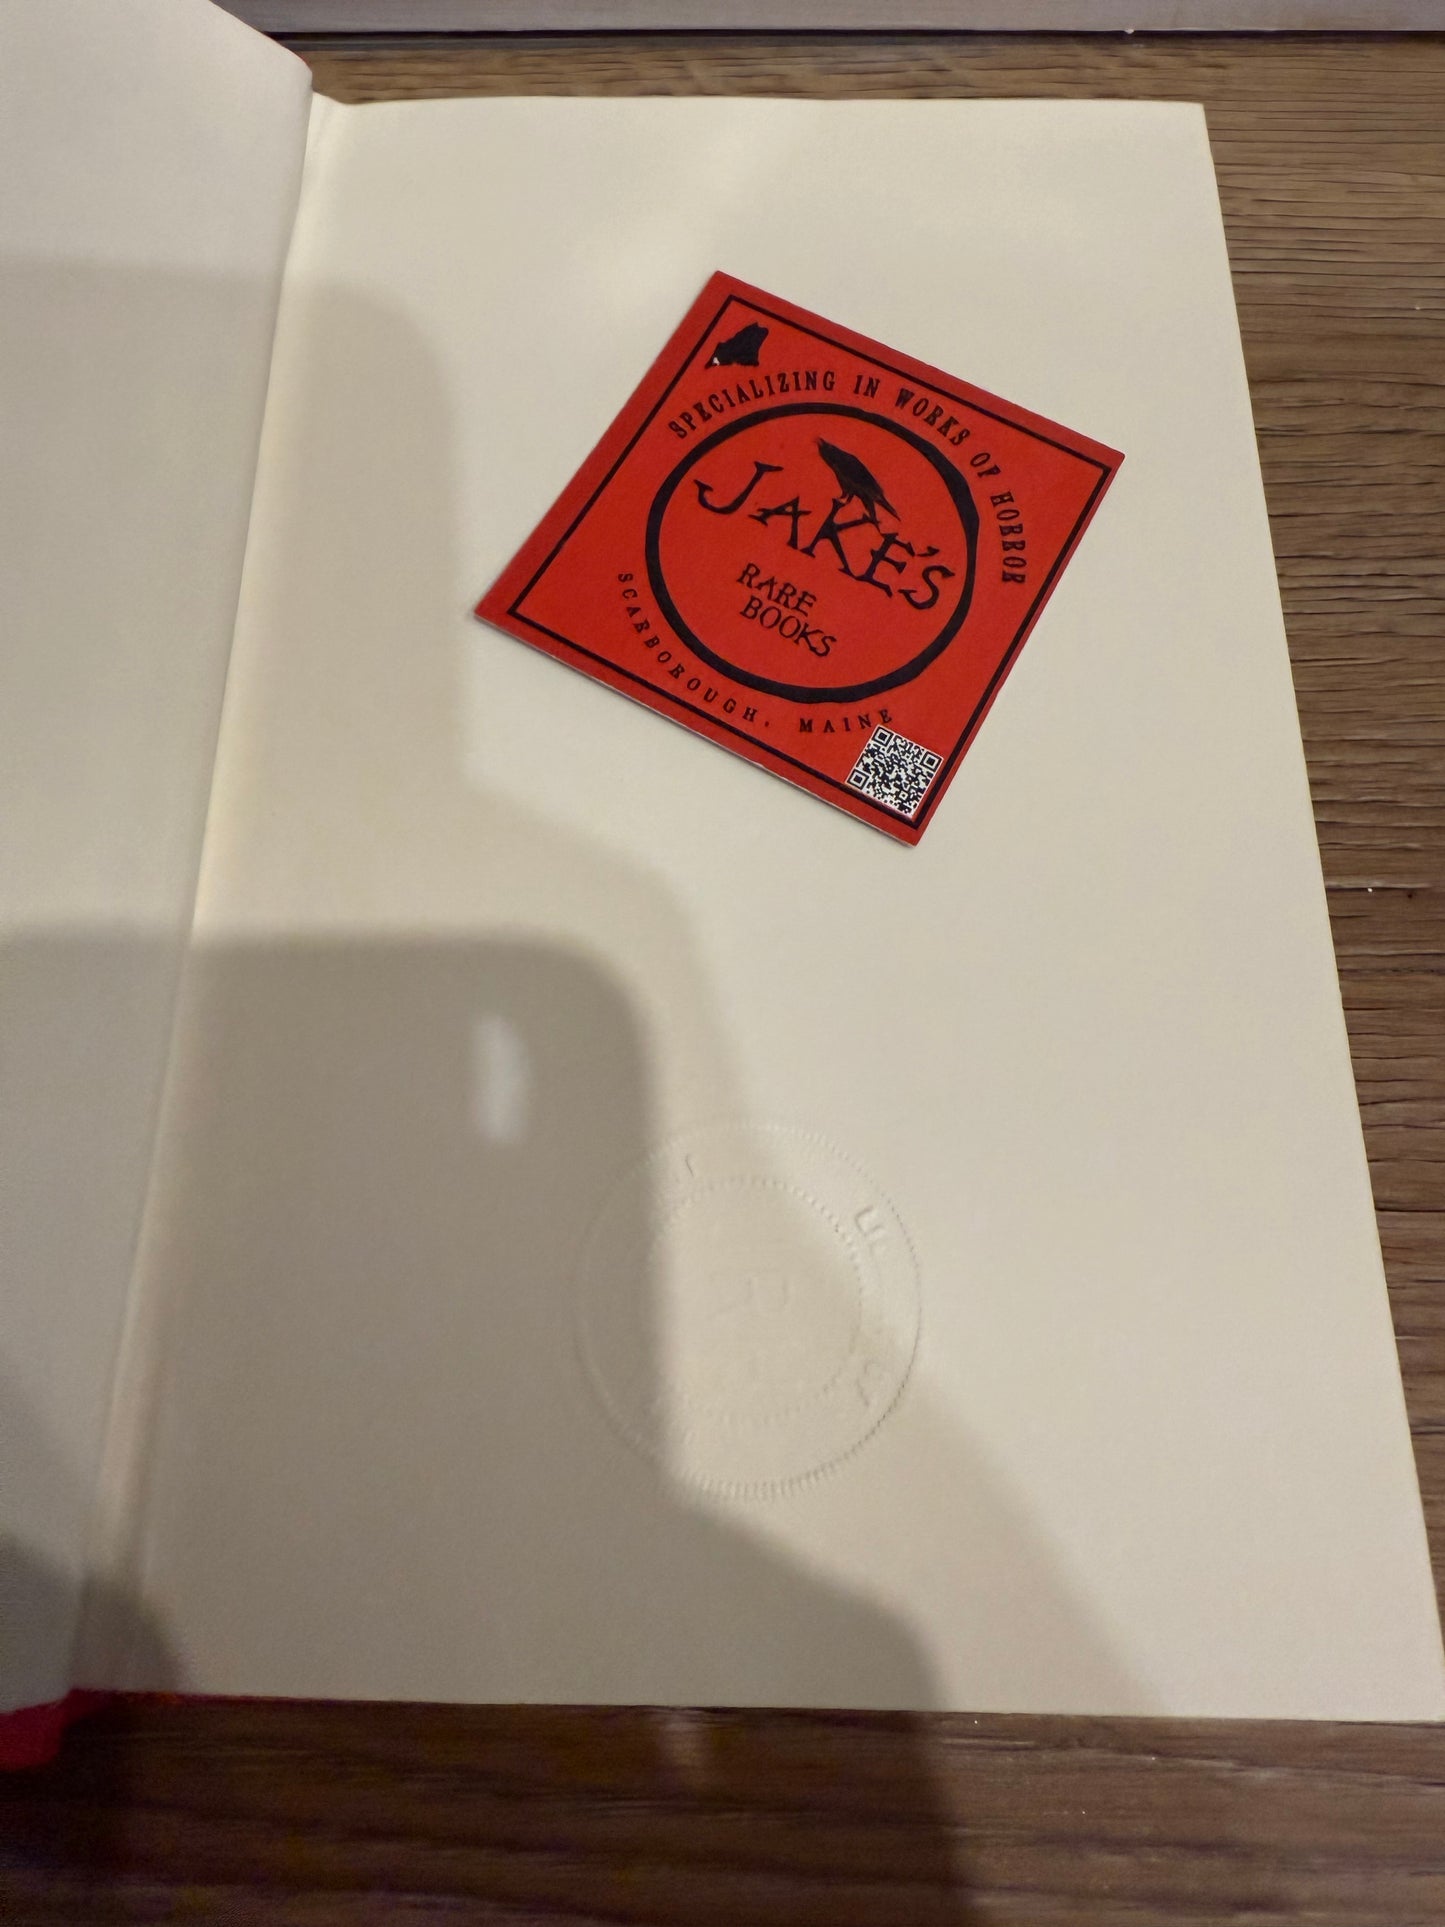 SPECIALIZING IN WORKS OF HORROR
JAKE'S
RARE
BOOKS
SCARBOROUGH, MAINE